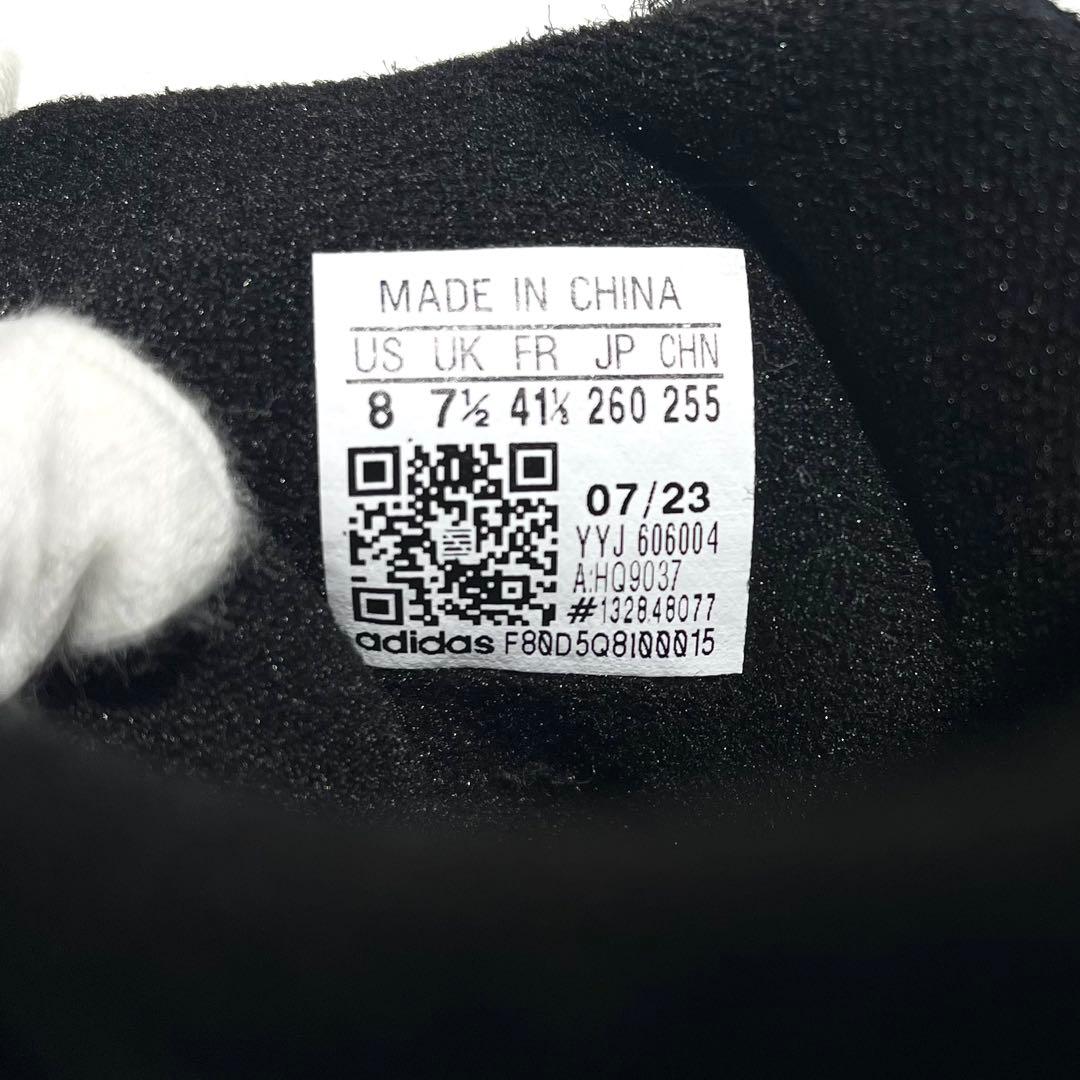 MADE IN CHINA
US UK FR JP CHN
8 7½ 41⅓ 260 255
07/23
YYJ 606004
A:HQ9037
#132848077
adidas F80D5Q8I00015